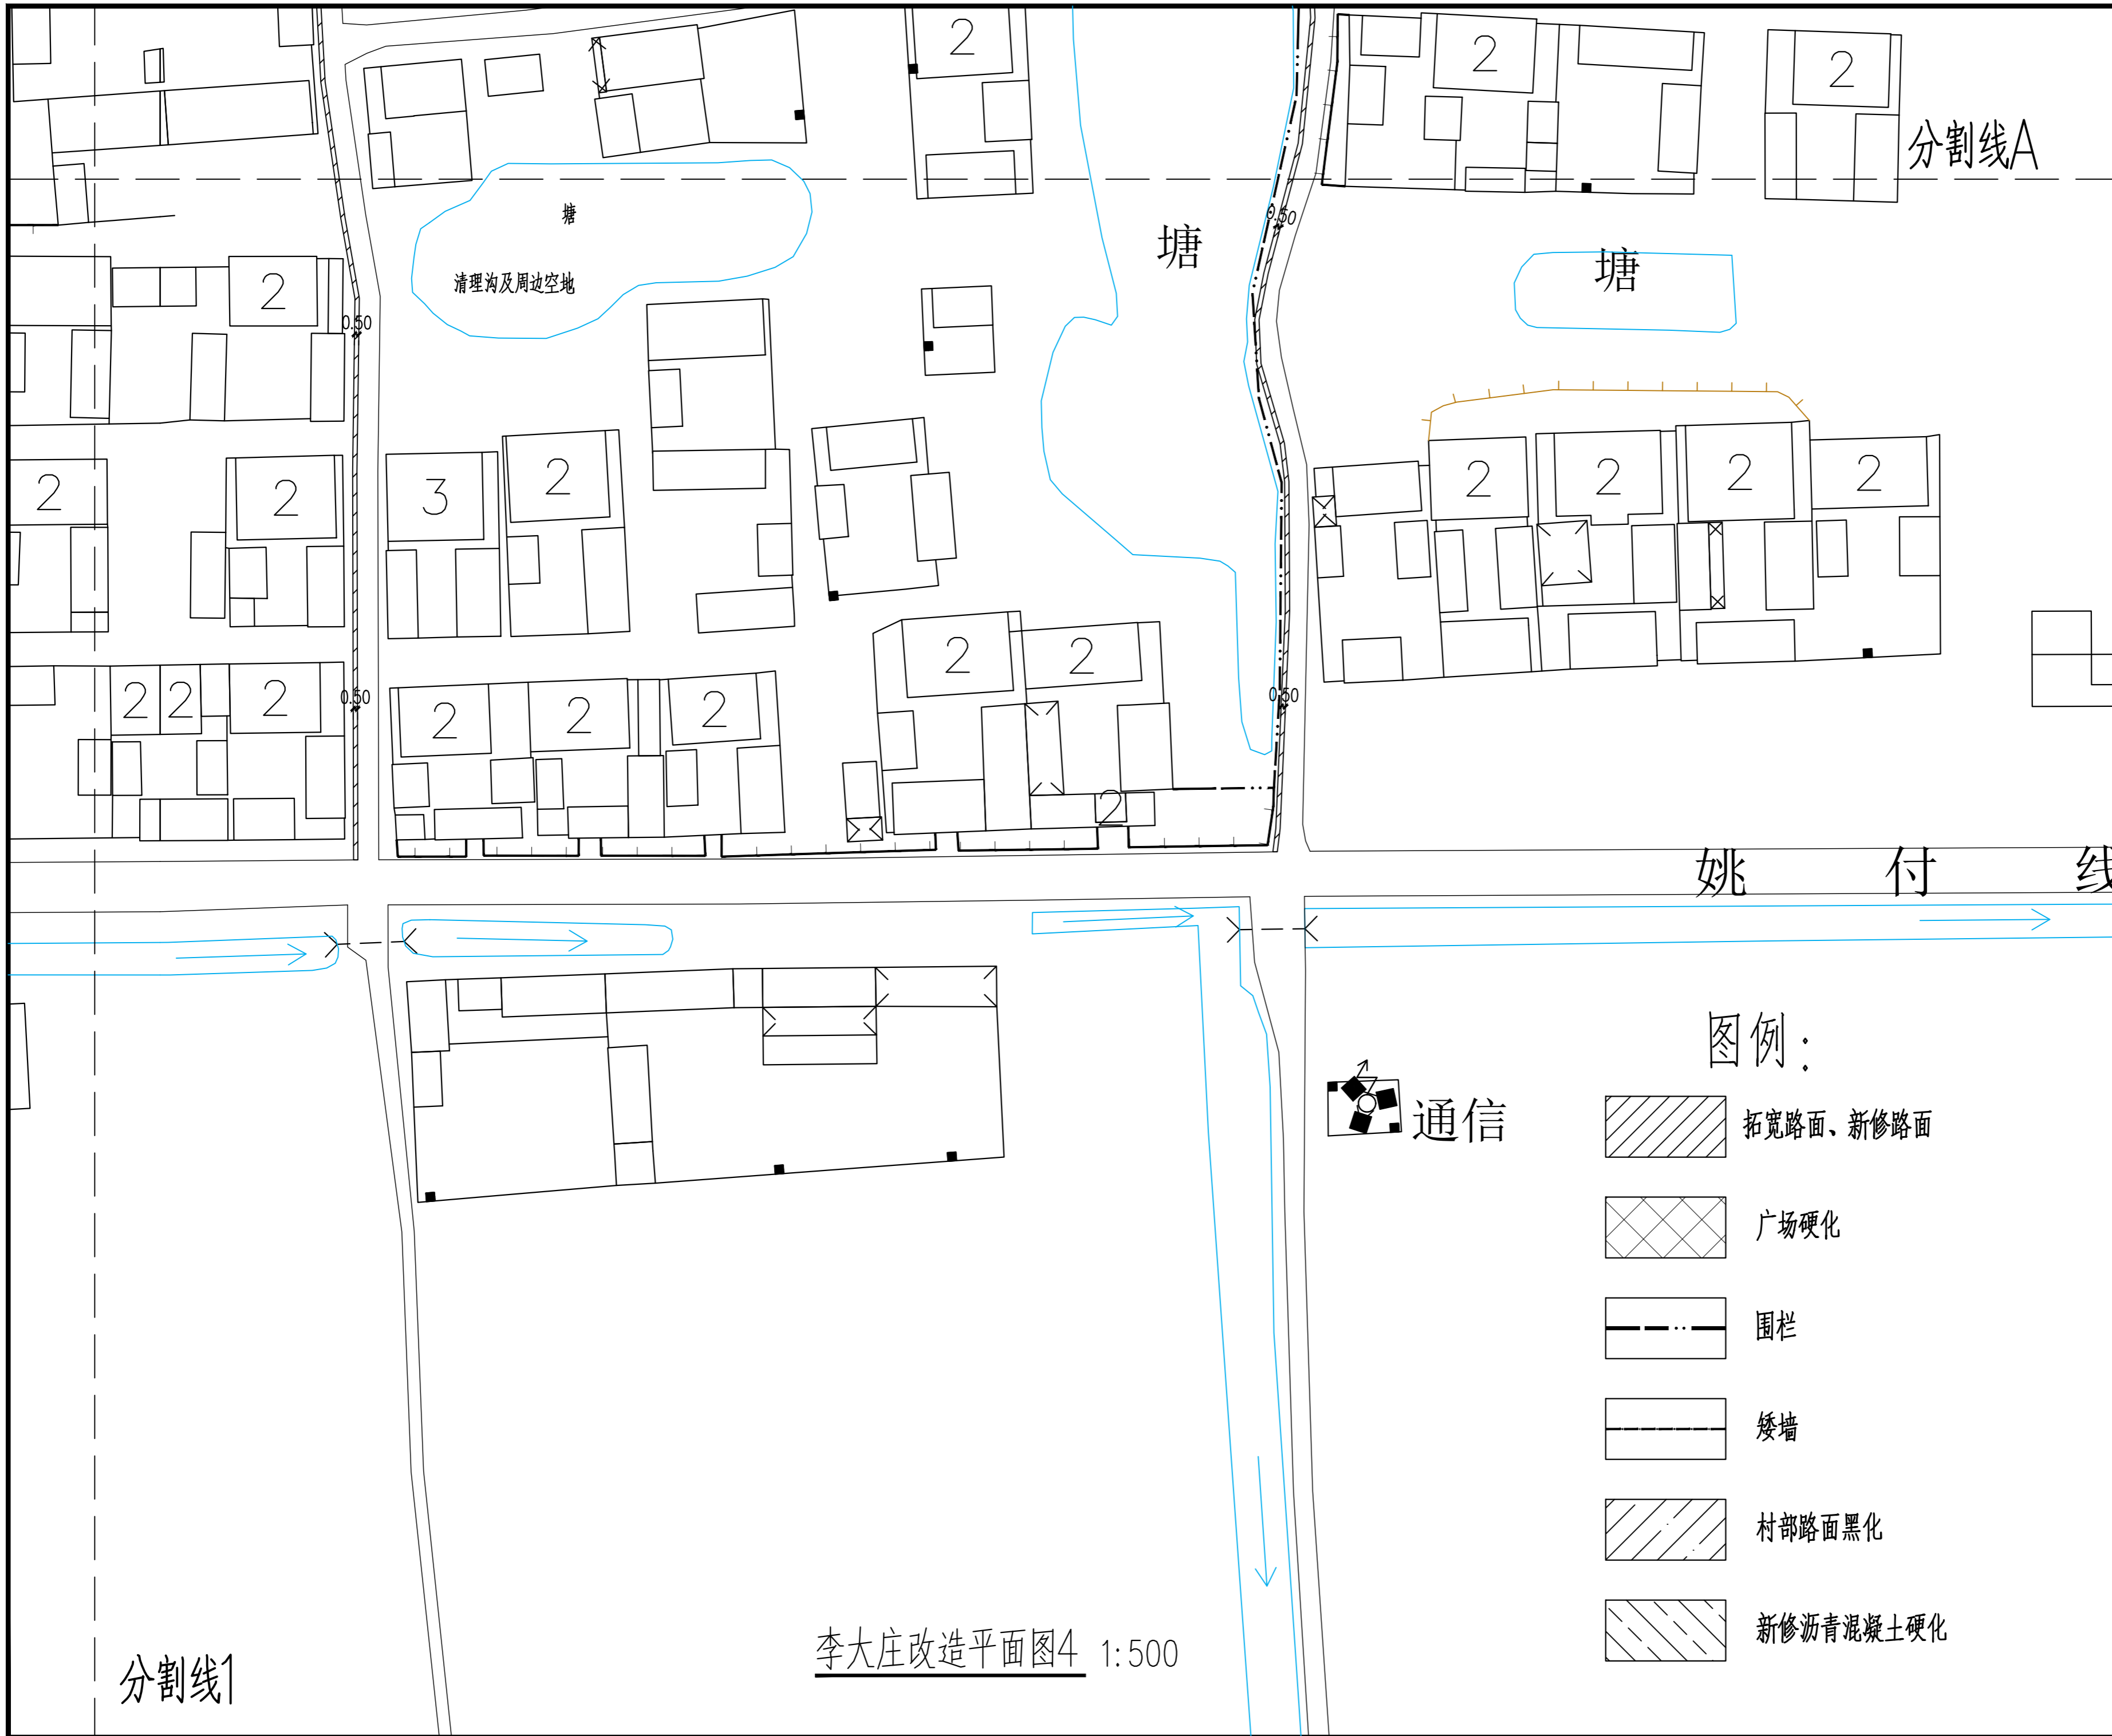 2
2
2
分割线A
塘
0.50
塘
塘
清理沟及周边空地
2
0.50
2
2
3
2
2
2
2
2
2
2
2
2
2
2
0.50
0.50
2
2
2
2
姚 付 线
图例:
拓宽路面、新修路面
通信
广场硬化
围栏
矮墙
村部路面黑化
新修沥青混凝土硬化
李大庄改造平面图4 1:500
分割线1